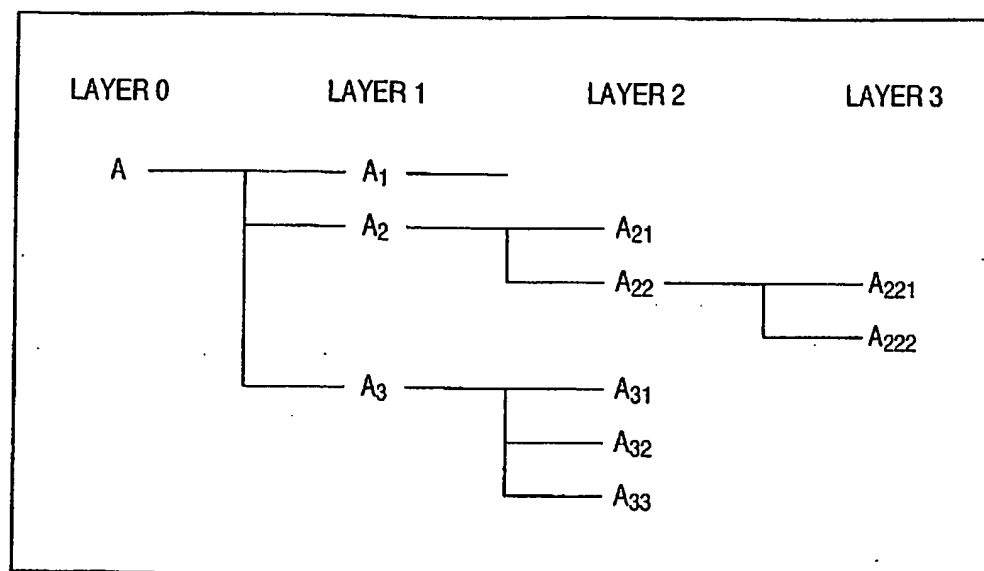 LAYER 0 LAYER 1 LAYER 2 LAYER 3
A A₁
A₂ A₂₁
A₂₂ A₂₂₁
A₂₂₂
A₃ A₃₁
A₃₂
A₃₃